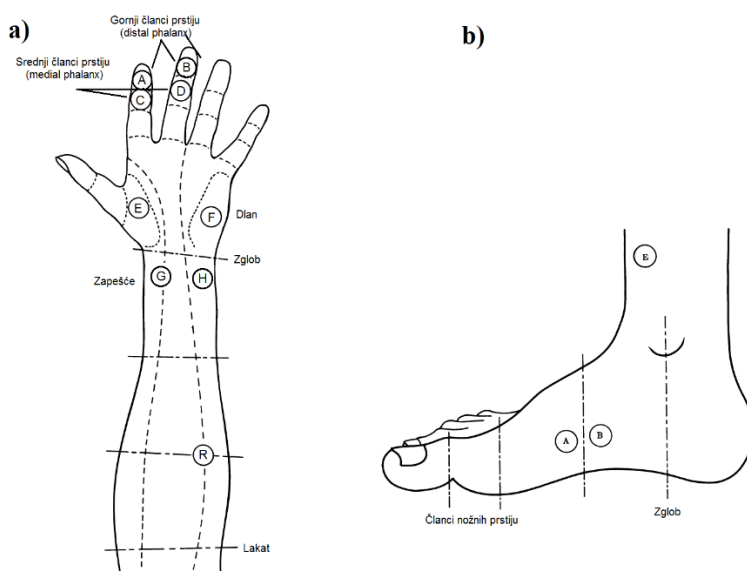 a)
Gornji članci prstiju
(distal phalanx)
b)
Srednji članci prstiju
(medial phalanx)
A
B
C
D
E
F
Dlan
Zglob
Zapešće
G
H
R
Lakat
E
A
B
Članci nožnih prstiju
Zglob